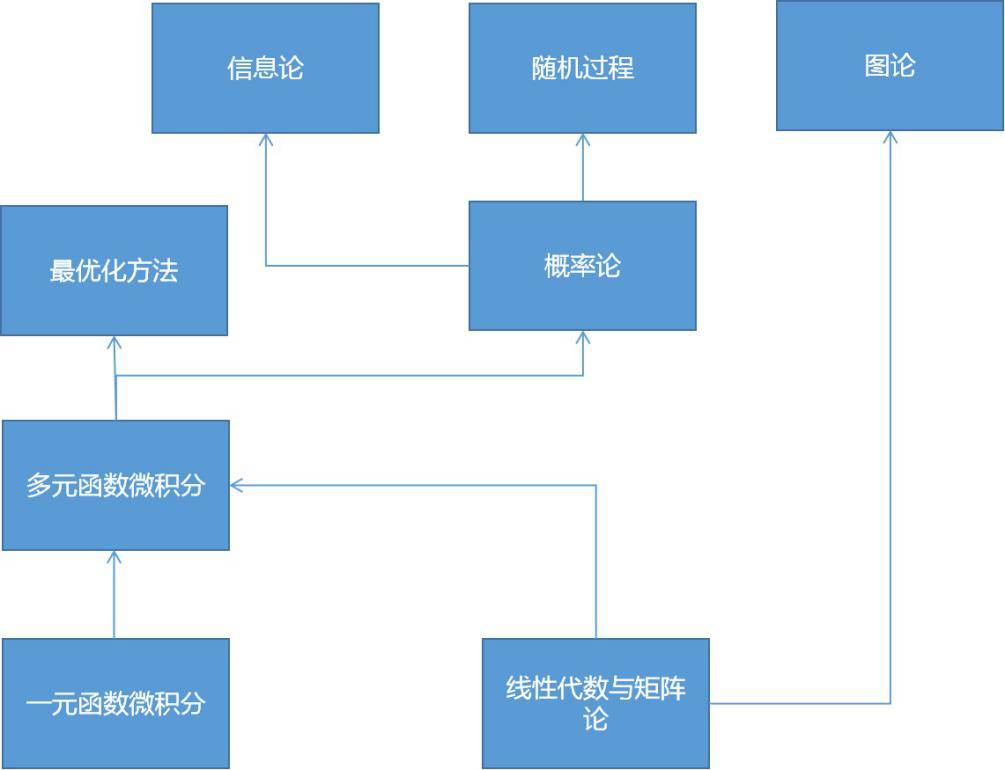 信息论
随机过程
图论
最优化方法
概率论
多元函数微积分
一元函数微积分
线性代数与矩阵
论